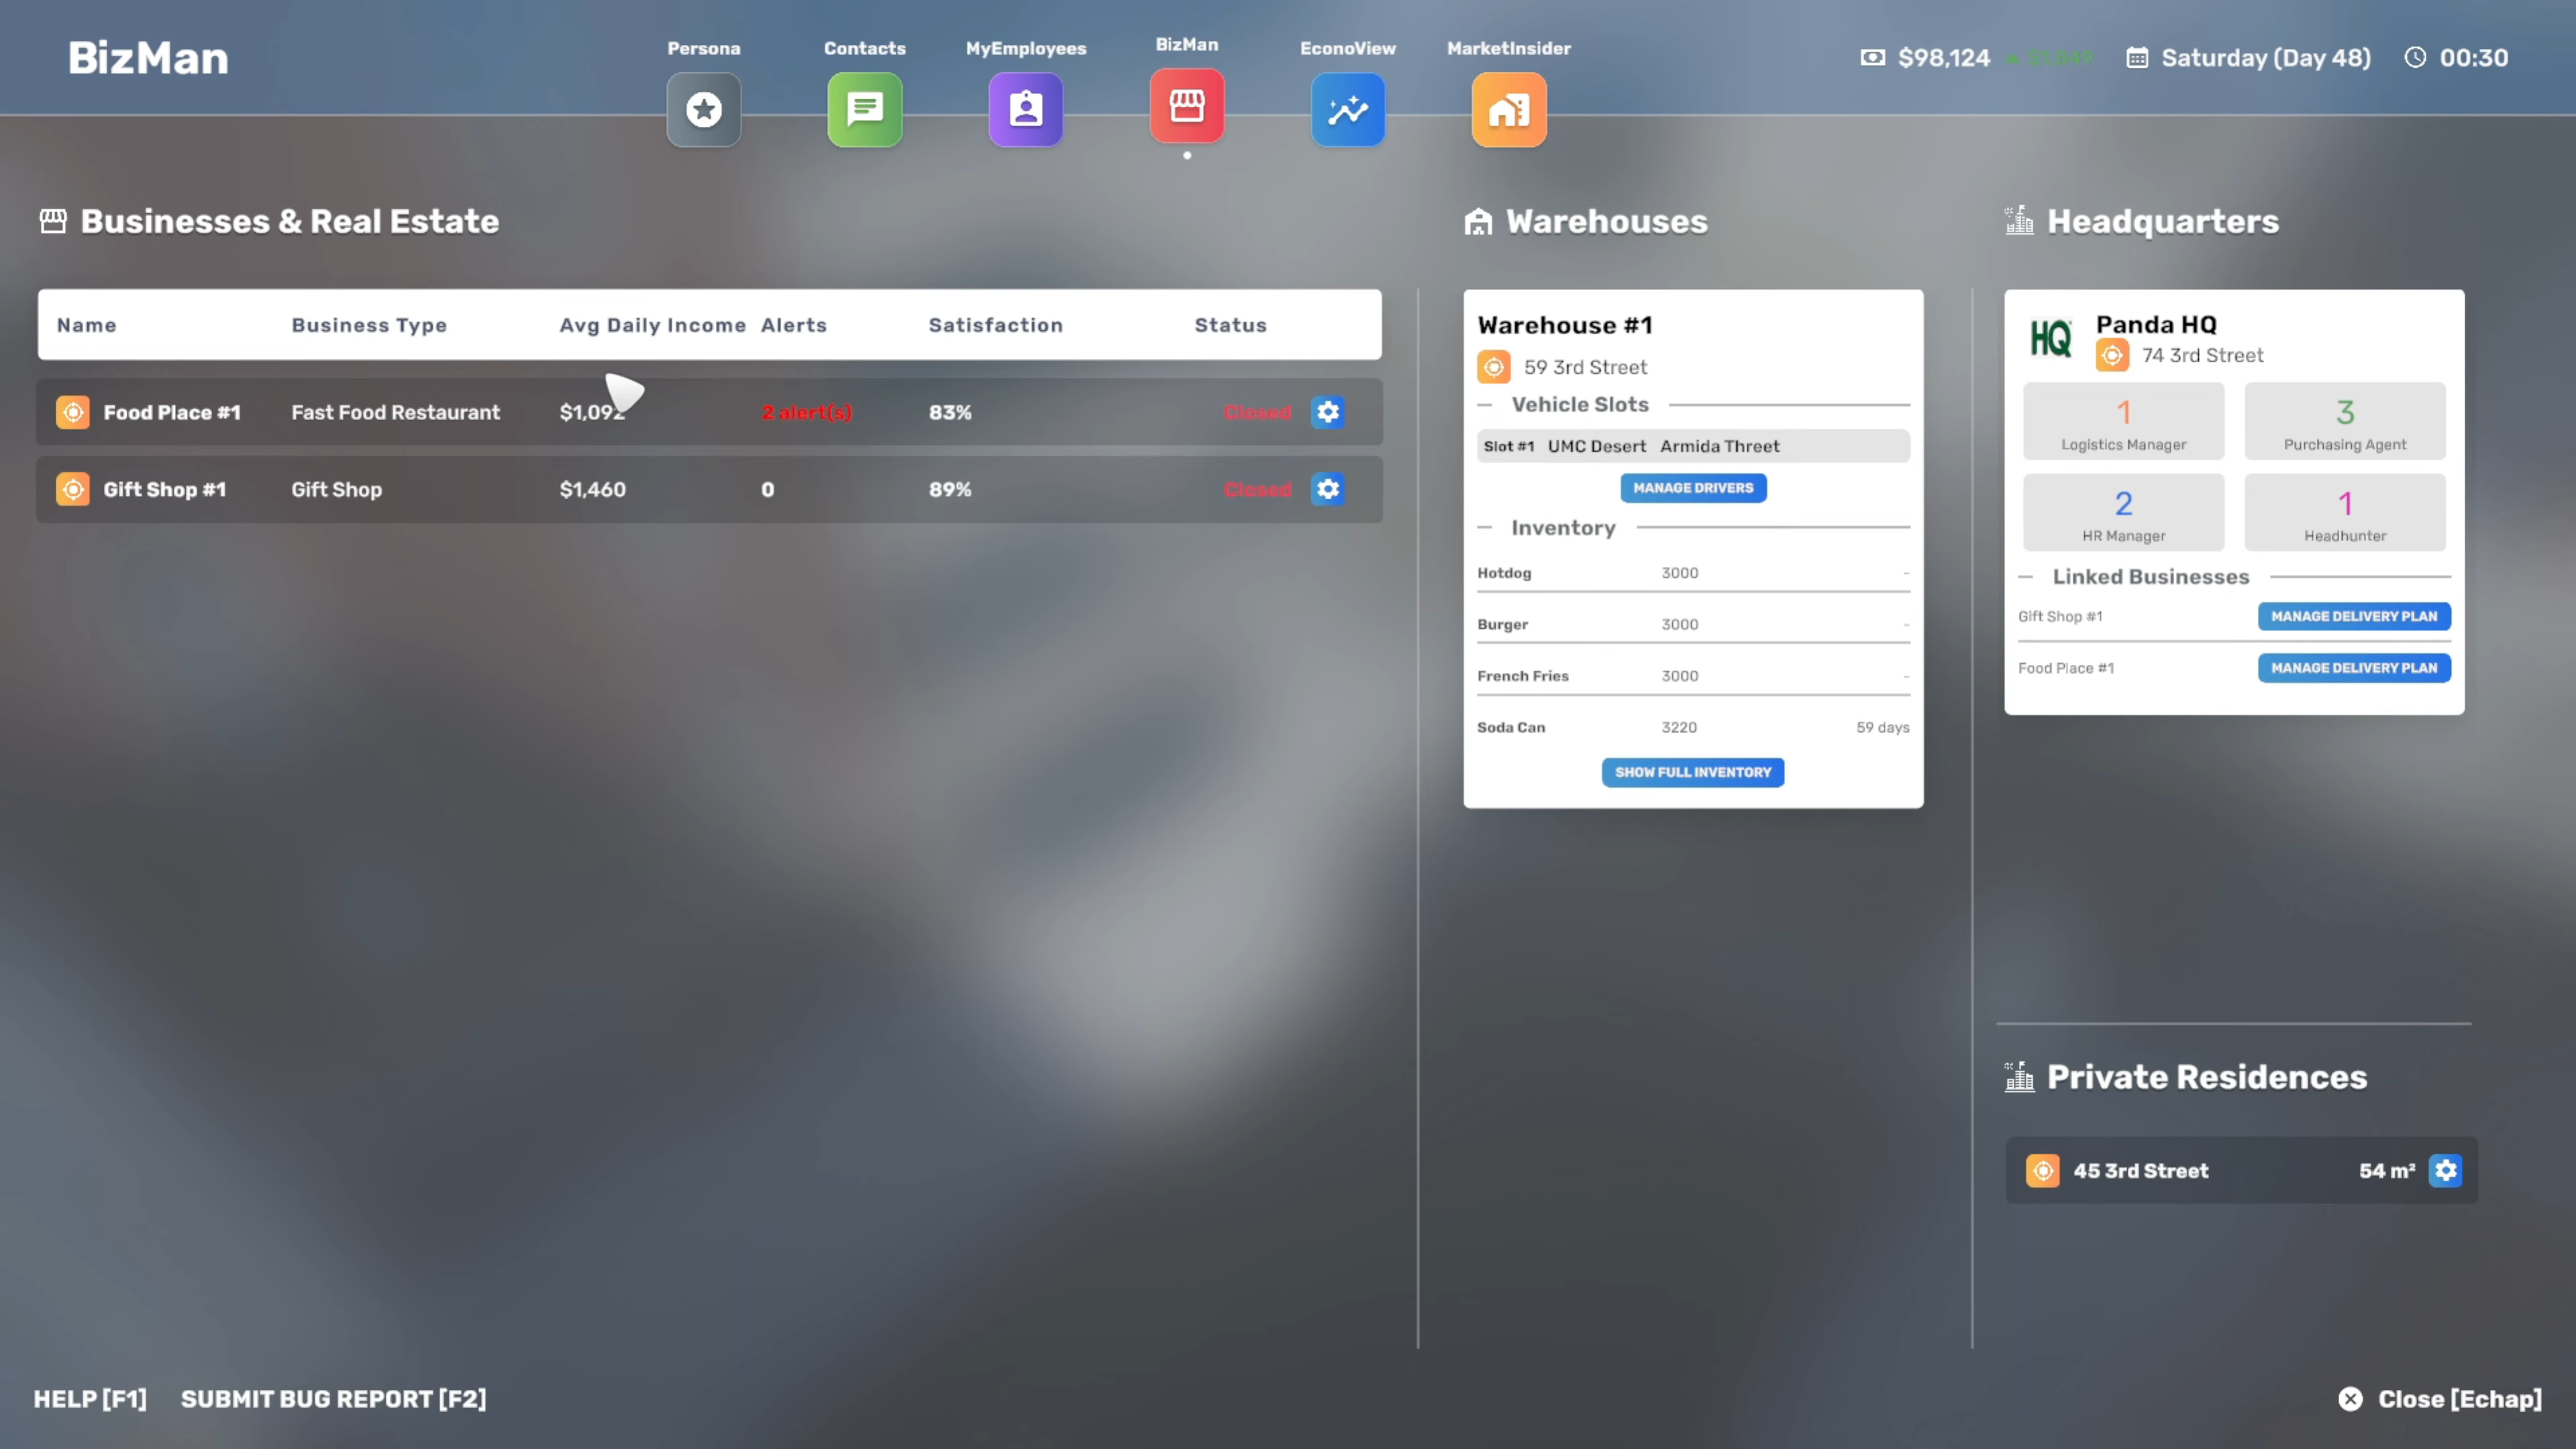 BizMan
Persona
Contacts
MyEmployees
BizMan
EconoView
MarketInsider
$98,124
Saturday (Day 48)
00:30
Businesses & Real Estate
Name Business Type Avg Daily Income Alerts Satisfaction Status
Food Place #1 Fast Food Restaurant $1,092 2 alert(s) 83% Closed
Gift Shop #1 Gift Shop $1,460 0 89% Closed
Warehouses
Warehouse #1
59 3rd Street
Vehicle Slots
Slot #1 UMC Desert Armida Threet
MANAGE DRIVERS
Inventory
Hotdog 3000 -
Burger 3000 -
French Fries 3000 -
Soda Can 3220 59 days
SHOW FULL INVENTORY
Headquarters
HQ
Panda HQ
74 3rd Street
1 Logistics Manager
3 Purchasing Agent
2 HR Manager
1 Headhunter
Linked Businesses
Gift Shop #1 MANAGE DELIVERY PLAN
Food Place #1 MANAGE DELIVERY PLAN
Private Residences
45 3rd Street 54 m²
HELP [F1] SUBMIT BUG REPORT [F2]
Close [Echap]